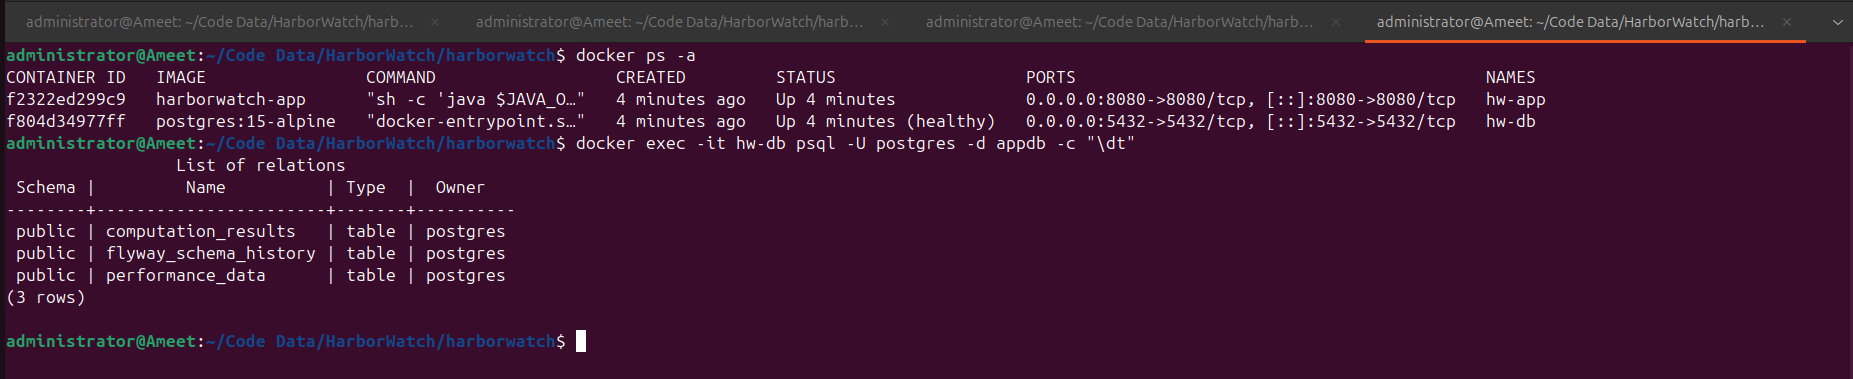 administrator@Ameet: ~/Code Data/HarborWatch/harb... × administrator@Ameet: ~/Code Data/HarborWatch/harb... × administrator@Ameet: ~/Code Data/HarborWatch/harb... × administrator@Ameet: ~/Code Data/HarborWatch/harb... ×
administrator@Ameet:~/Code Data/HarborWatch/harborwatch$ docker ps -a
CONTAINER ID   IMAGE                COMMAND                  CREATED         STATUS                   PORTS                                         NAMES
f2322ed299c9   harborwatch-app      "sh -c 'java $JAVA_O…"   4 minutes ago   Up 4 minutes             0.0.0.0:8080->8080/tcp, [::]:8080->8080/tcp   hw-app
f804d34977ff   postgres:15-alpine   "docker-entrypoint.s…"   4 minutes ago   Up 4 minutes (healthy)   0.0.0.0:5432->5432/tcp, [::]:5432->5432/tcp   hw-db
administrator@Ameet:~/Code Data/HarborWatch/harborwatch$ docker exec -it hw-db psql -U postgres -d appdb -c "\dt"
                 List of relations
 Schema |         Name          | Type  |  Owner
--------+-----------------------+-------+----------
 public | computation_results   | table | postgres
 public | flyway_schema_history | table | postgres
 public | performance_data      | table | postgres
(3 rows)
administrator@Ameet:~/Code Data/HarborWatch/harborwatch$